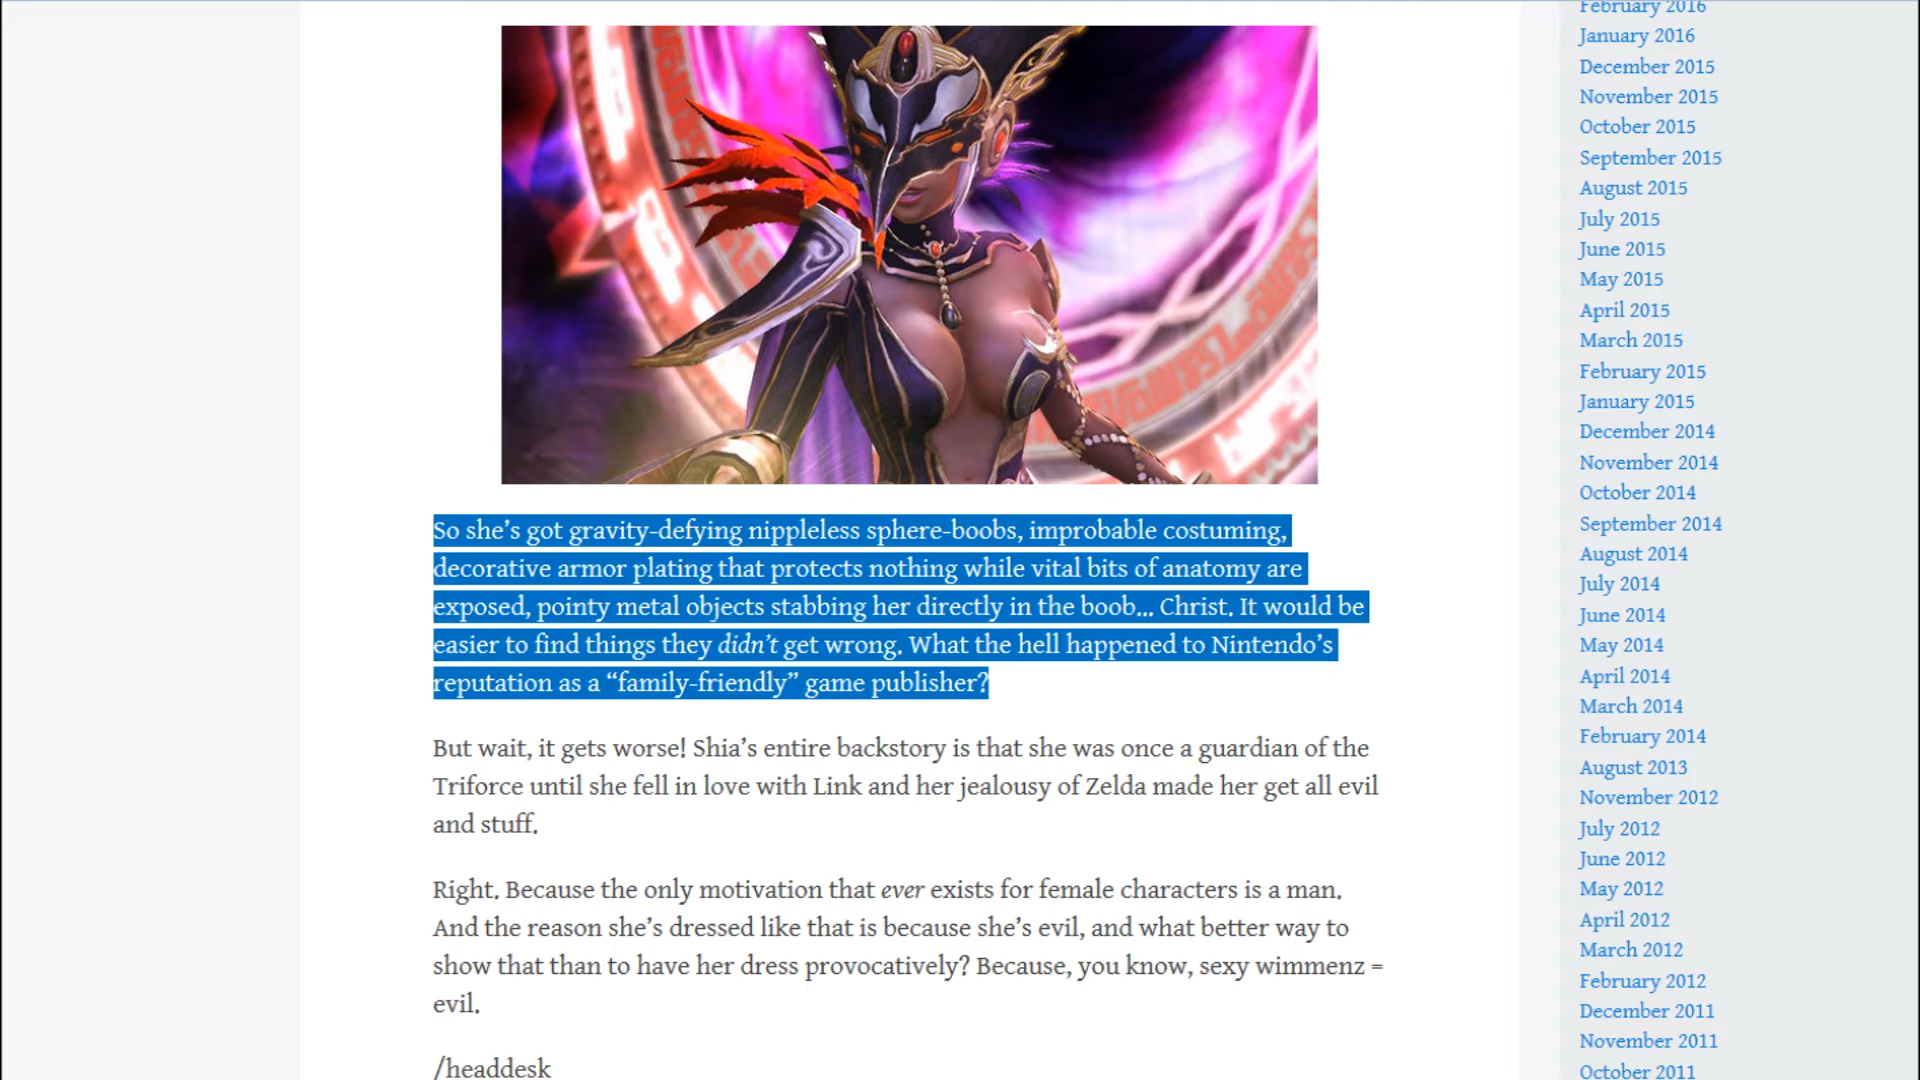 So she’s got gravity-defying nippleless sphere-boobs, improbable costuming,
decorative armor plating that protects nothing while vital bits of anatomy are
exposed, pointy metal objects stabbing her directly in the boob… Christ. It would be
easier to find things they didn’t get wrong. What the hell happened to Nintendo’s
reputation as a “family-friendly” game publisher?
But wait, it gets worse! Shia’s entire backstory is that she was once a guardian of the
Triforce until she fell in love with Link and her jealousy of Zelda made her get all evil
and stuff.
Right. Because the only motivation that ever exists for female characters is a man.
And the reason she’s dressed like that is because she’s evil, and what better way to
show that than to have her dress provocatively? Because, you know, sexy wimmenz =
evil.
/headdesk
February 2016
January 2016
December 2015
November 2015
October 2015
September 2015
August 2015
July 2015
June 2015
May 2015
April 2015
March 2015
February 2015
January 2015
December 2014
November 2014
October 2014
September 2014
August 2014
July 2014
June 2014
May 2014
April 2014
March 2014
February 2014
August 2013
November 2012
July 2012
June 2012
May 2012
April 2012
March 2012
February 2012
December 2011
November 2011
October 2011